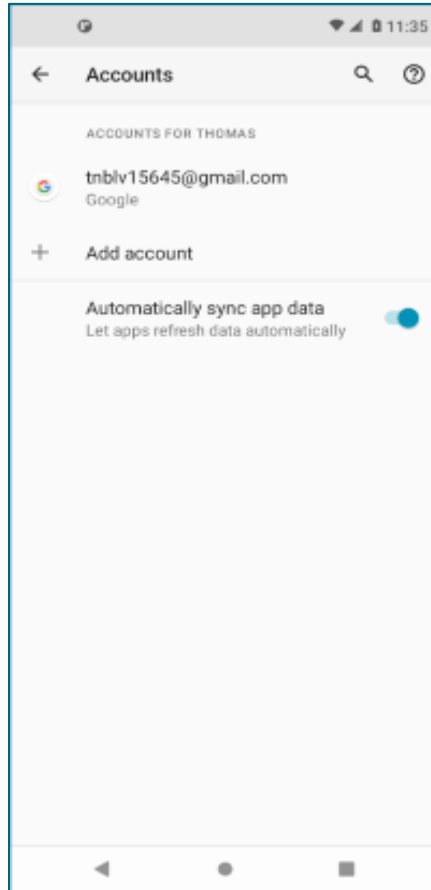 11:35
Accounts
ACCOUNTS FOR THOMAS
tnblv15645@gmail.com
Google
Add account
Automatically sync app data
Let apps refresh data automatically